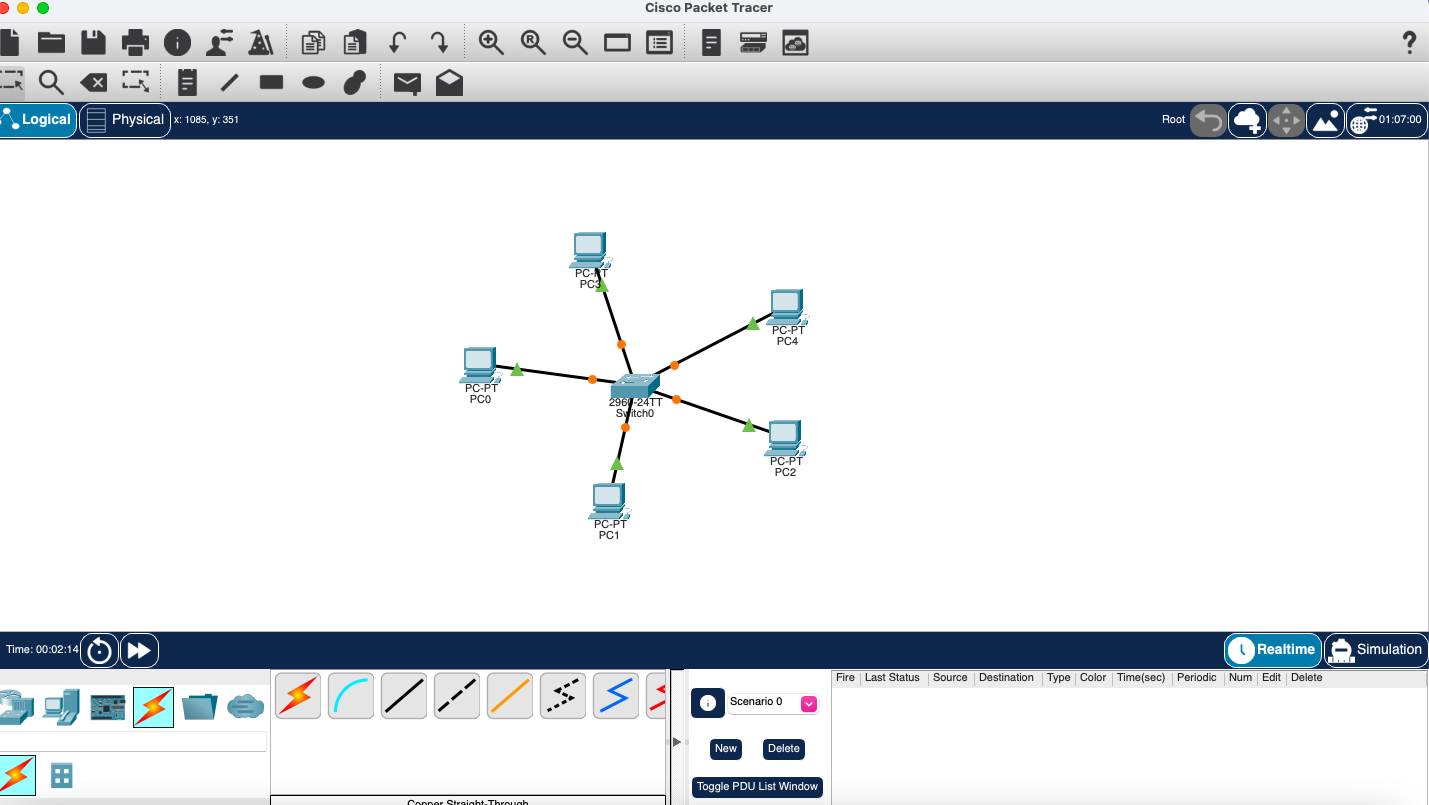 Cisco Packet Tracer
Logical
Physical
x: 1085, y: 351
Root
01:07:00
PC-PT
PC3
PC-PT
PC4
PC-PT
PC0
2960-24TT
Switch0
PC-PT
PC2
PC-PT
PC1
Time: 00:02:14
Realtime
Simulation
Fire Last Status Source Destination Type Color Time(sec) Periodic Num Edit Delete
Scenario 0
New
Delete
Toggle PDU List Window
Copper Straight-Through